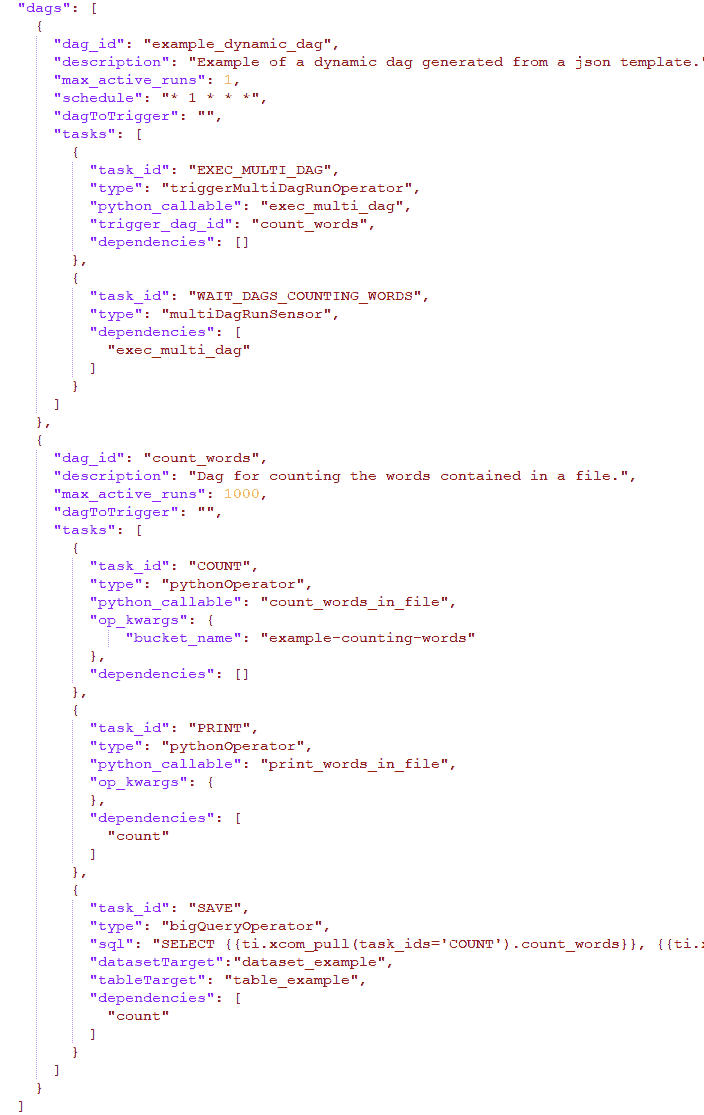 "dags": [
  {
    "dag_id": "example_dynamic_dag",
    "description": "Example of a dynamic dag generated from a json template."
    "max_active_runs": 1,
    "schedule": "* 1 * * *",
    "dagToTrigger": "",
    "tasks": [
      {
        "task_id": "EXEC_MULTI_DAG",
        "type": "triggerMultiDagRunOperator",
        "python_callable": "exec_multi_dag",
        "trigger_dag_id": "count_words",
        "dependencies": []
      },
      {
        "task_id": "WAIT_DAGS_COUNTING_WORDS",
        "type": "multiDagRunSensor",
        "dependencies": [
          "exec_multi_dag"
        ]
      }
    ]
  },
  {
    "dag_id": "count_words",
    "description": "Dag for counting the words contained in a file.",
    "max_active_runs": 1000,
    "dagToTrigger": "",
    "tasks": [
      {
        "task_id": "COUNT",
        "type": "pythonOperator",
        "python_callable": "count_words_in_file",
        "op_kwargs": {
            "bucket_name": "example-counting-words"
        },
        "dependencies": []
      },
      {
        "task_id": "PRINT",
        "type": "pythonOperator",
        "python_callable": "print_words_in_file",
        "op_kwargs": {
        },
        "dependencies": [
          "count"
        ]
      },
      {
        "task_id": "SAVE",
        "type": "bigQueryOperator",
        "sql": "SELECT {{ti.xcom_pull(task_ids='COUNT').count_words}}, {{ti.
        "datasetTarget":"dataset_example",
        "tableTarget": "table_example",
        "dependencies": [
          "count"
        ]
      }
    ]
  }
]